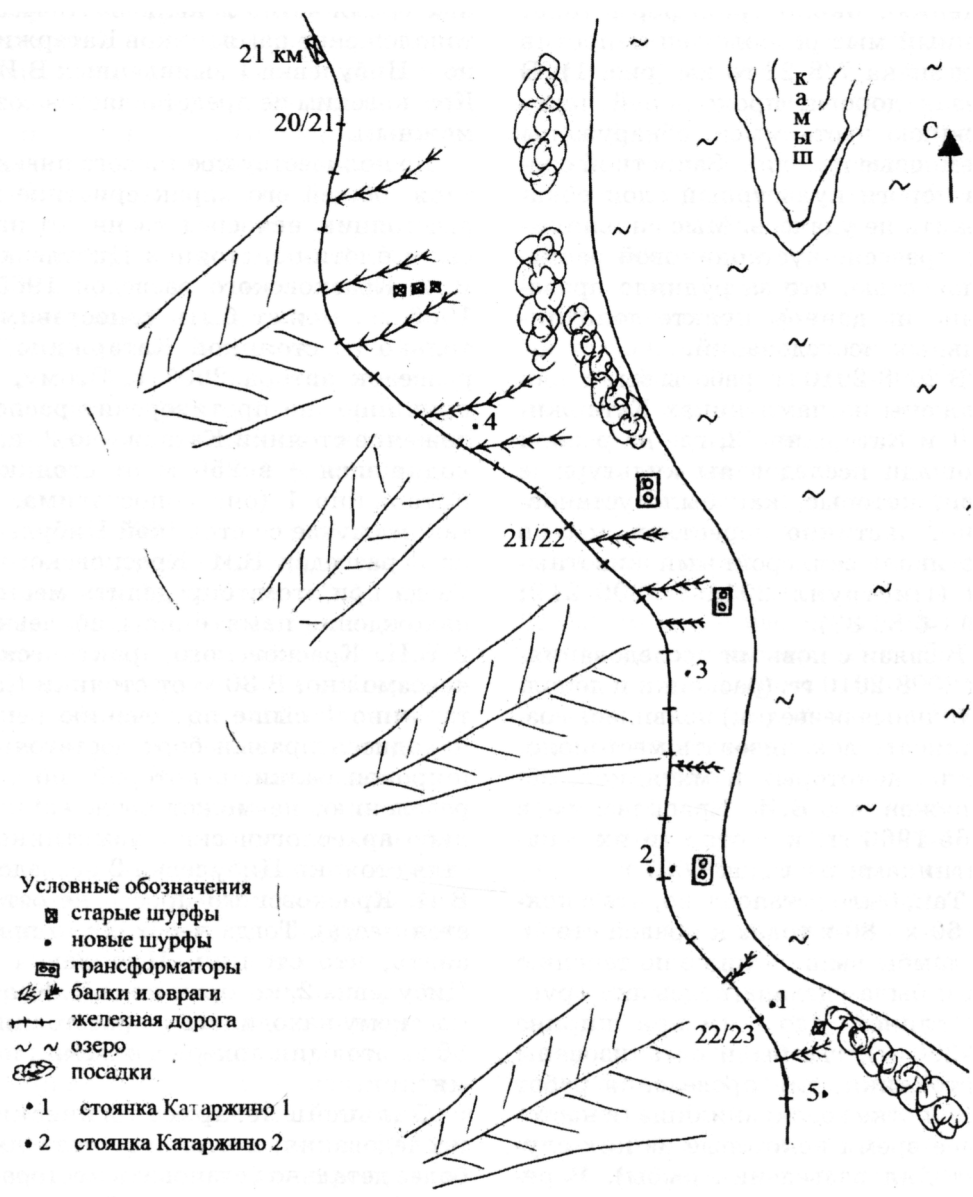 21 км
20/21
камыш
С
4
21/22
3
2
1
22/23
5
Условные обозначения
старые шурфы
новые шурфы
трансформаторы
балки и овраги
железная дорога
озеро
посадки
1 стоянка Катаржино 1
2 стоянка Катаржино 2